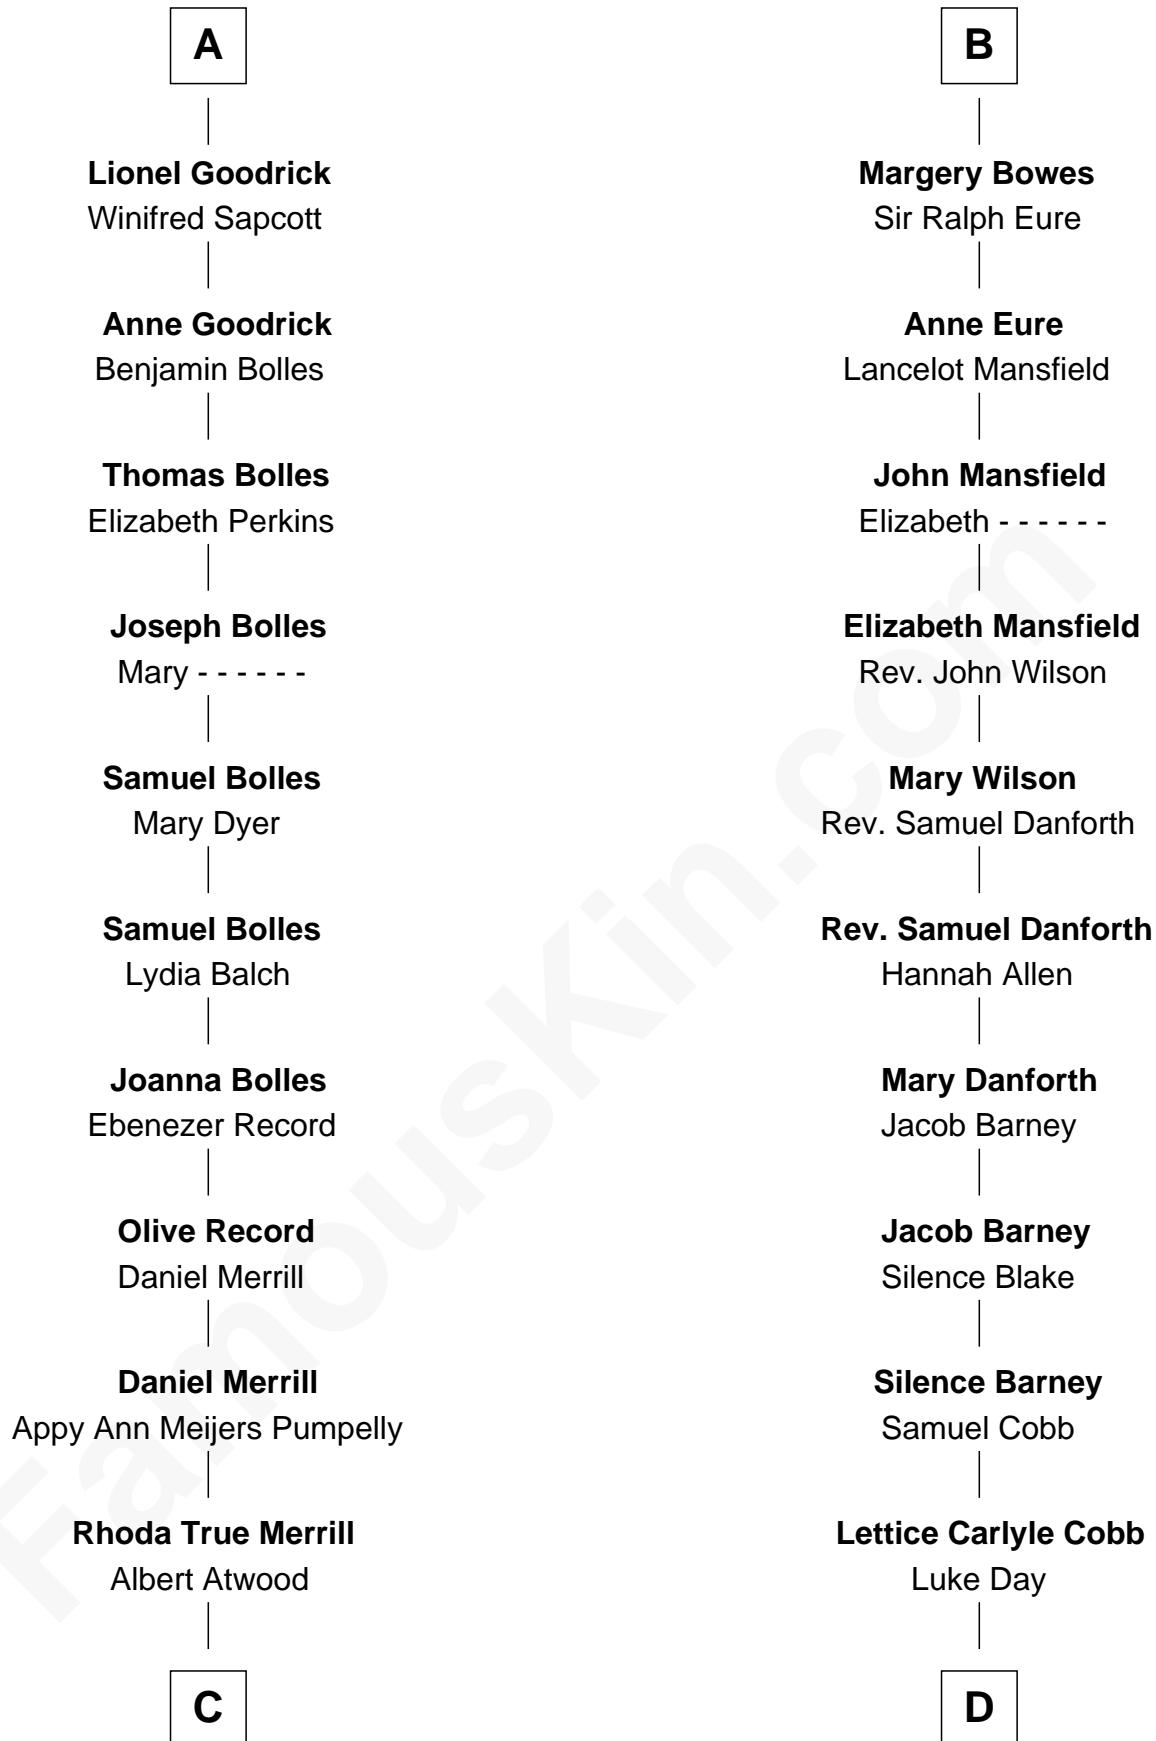 A
Lionel Goodrick
Winifred Sapcott
Anne Goodrick
Benjamin Bolles
Thomas Bolles
Elizabeth Perkins
Joseph Bolles
Mary - - - - - -
Samuel Bolles
Mary Dyer
Samuel Bolles
Lydia Balch
Joanna Bolles
Ebenezer Record
Olive Record
Daniel Merrill
Daniel Merrill
Appy Ann Meijers Pumpelly
Rhoda True Merrill
Albert Atwood
C
B
Margery Bowes
Sir Ralph Eure
Anne Eure
Lancelot Mansfield
John Mansfield
Elizabeth - - - - - -
Elizabeth Mansfield
Rev. John Wilson
Mary Wilson
Rev. Samuel Danforth
Rev. Samuel Danforth
Hannah Allen
Mary Danforth
Jacob Barney
Jacob Barney
Silence Blake
Silence Barney
Samuel Cobb
Lettice Carlyle Cobb
Luke Day
D
FamousKin.com